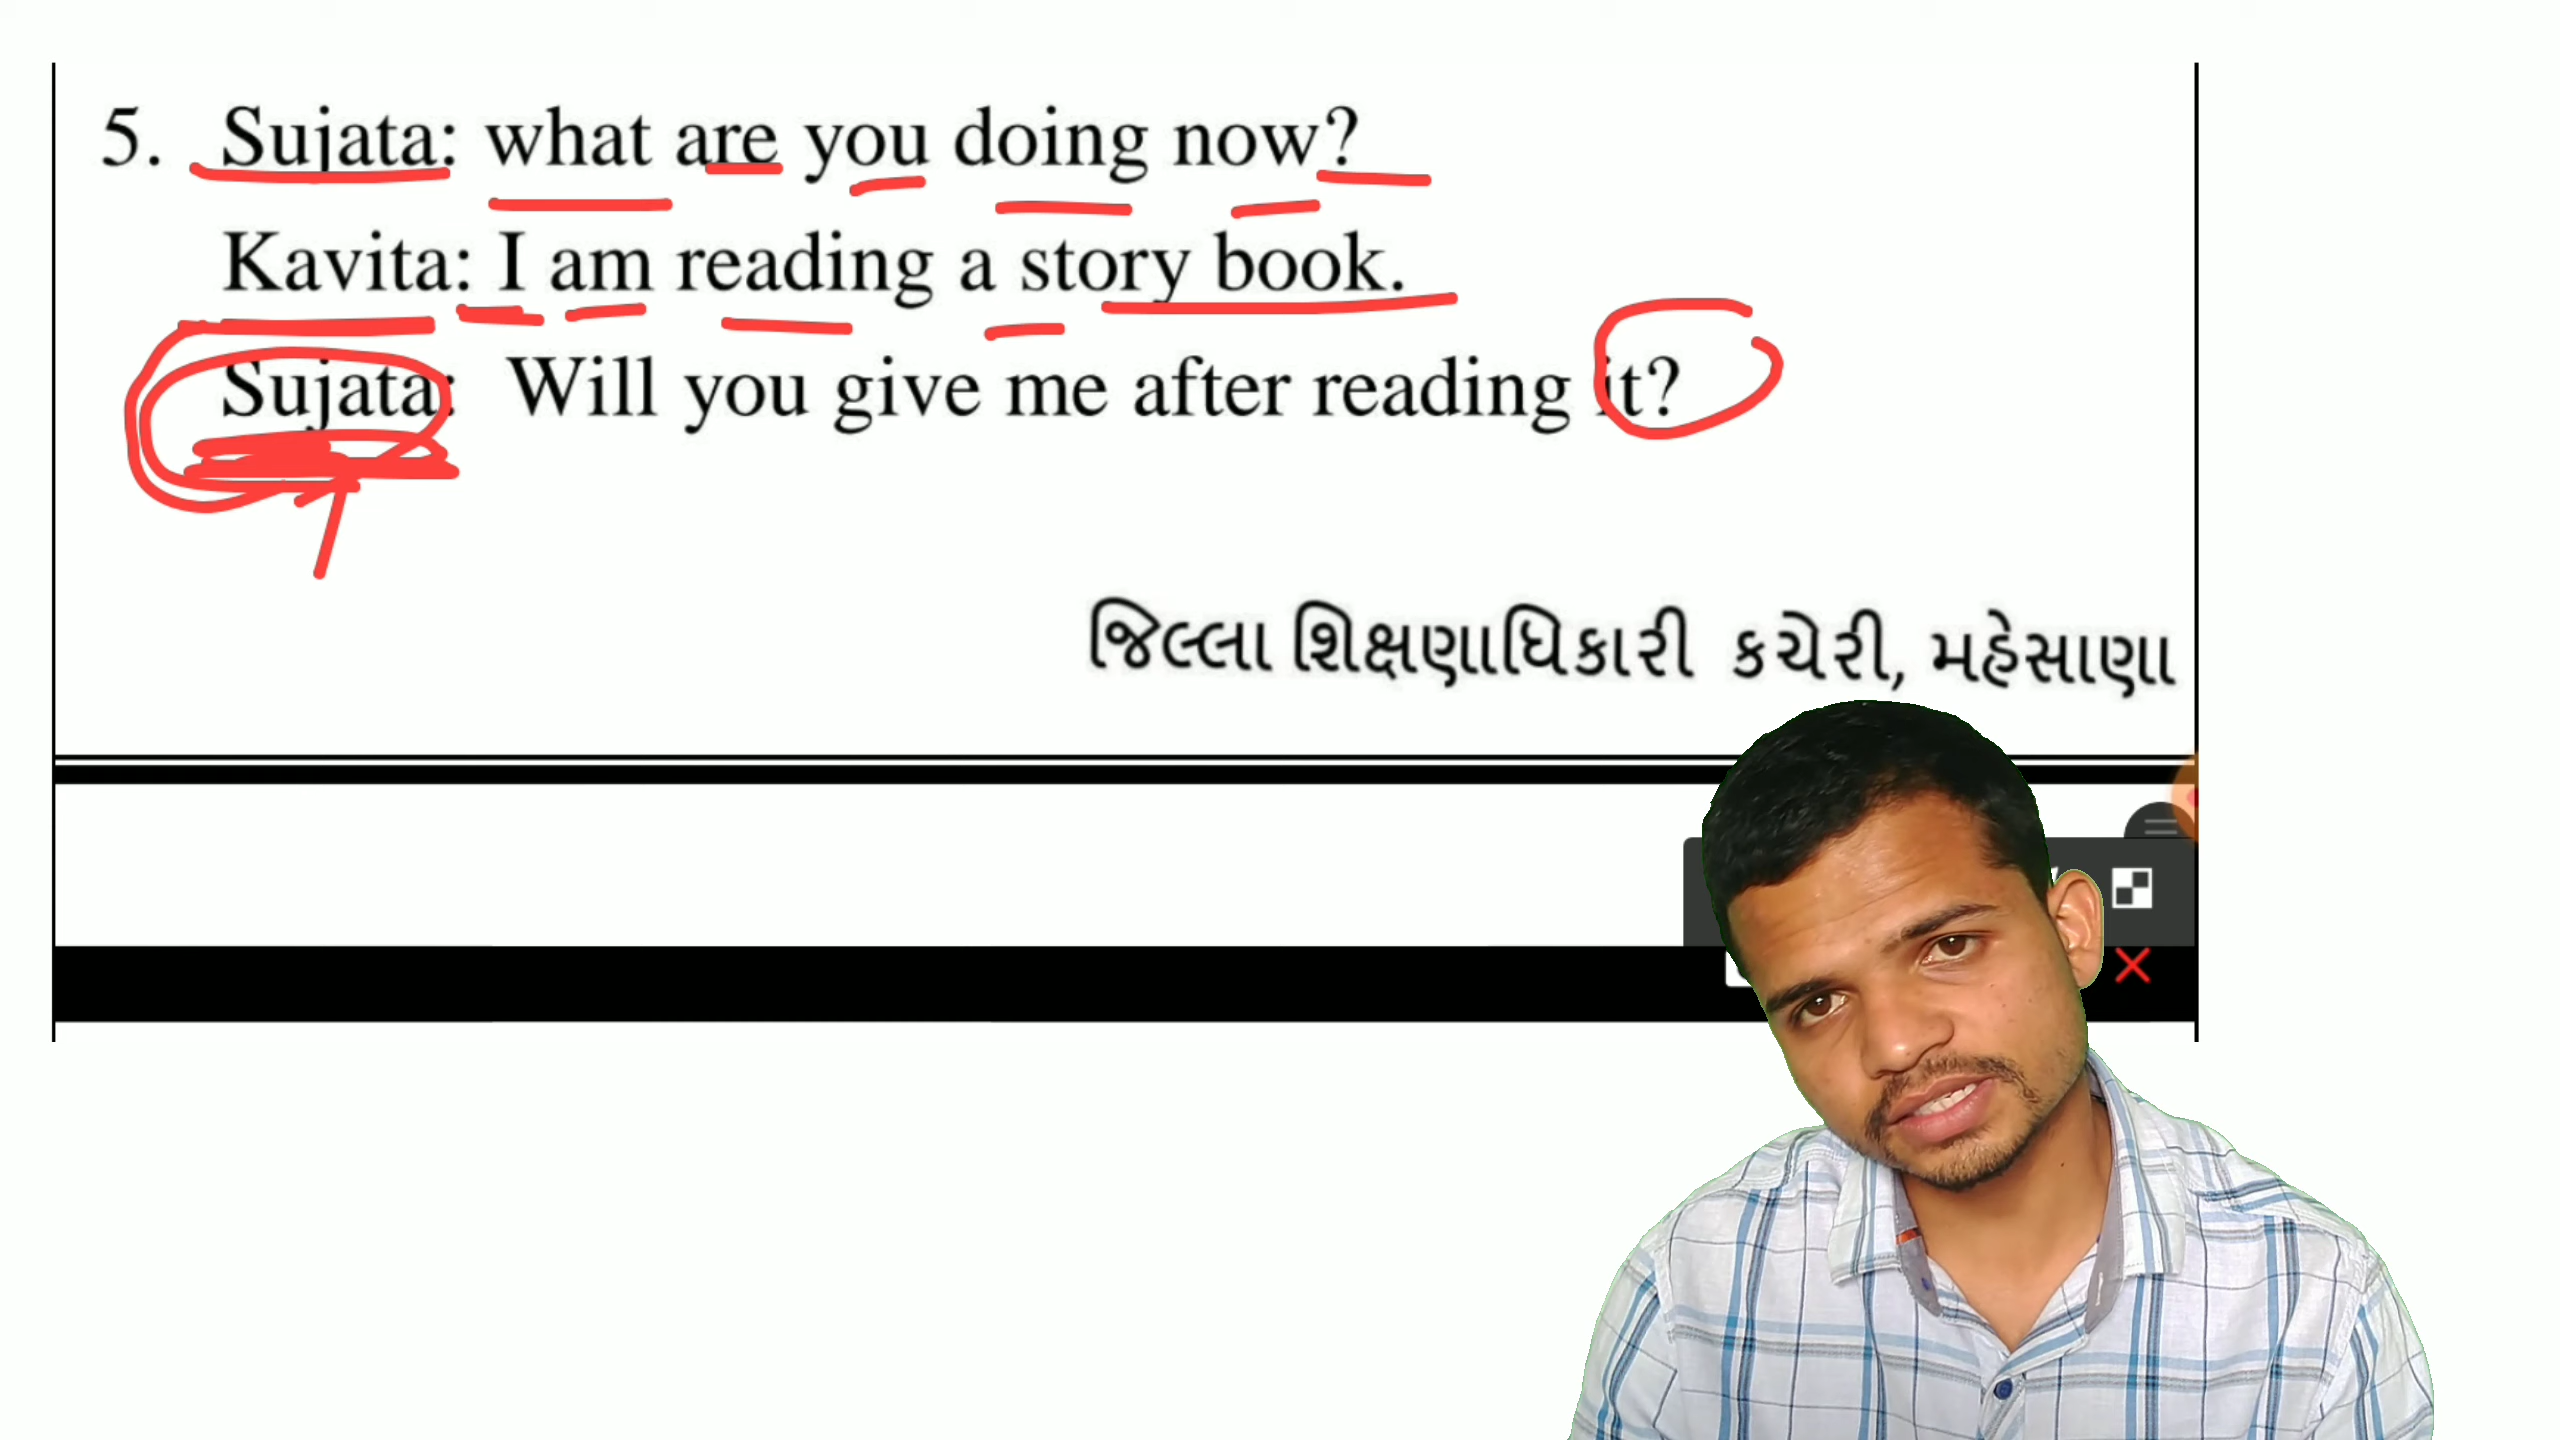 5. Sujata: what are you doing now?
Kavita: I am reading a story book.
Sujata: Will you give me after reading it?
જિલ્લા શિક્ષણાધિકારી કચેરી, મહેસાણા